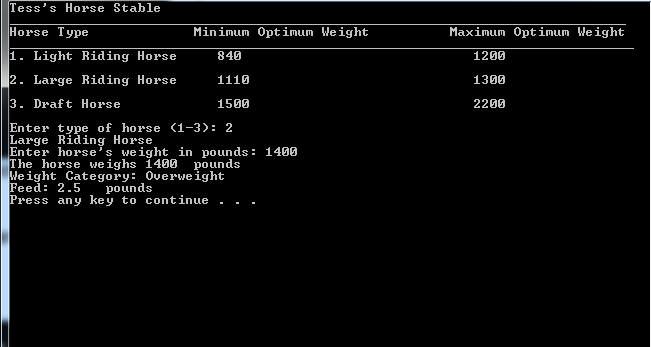 Tess's Horse Stable
Horse Type Minimum Optimum Weight Maximum Optimum Weight
1. Light Riding Horse 840 1200
2. Large Riding Horse 1110 1300
3. Draft Horse 1500 2200
Enter type of horse (1-3): 2
Large Riding Horse
Enter horse's weight in pounds: 1400
The horse weighs 1400 pounds
Weight Category: Overweight
Feed: 2.5 pounds
Press any key to continue . . .